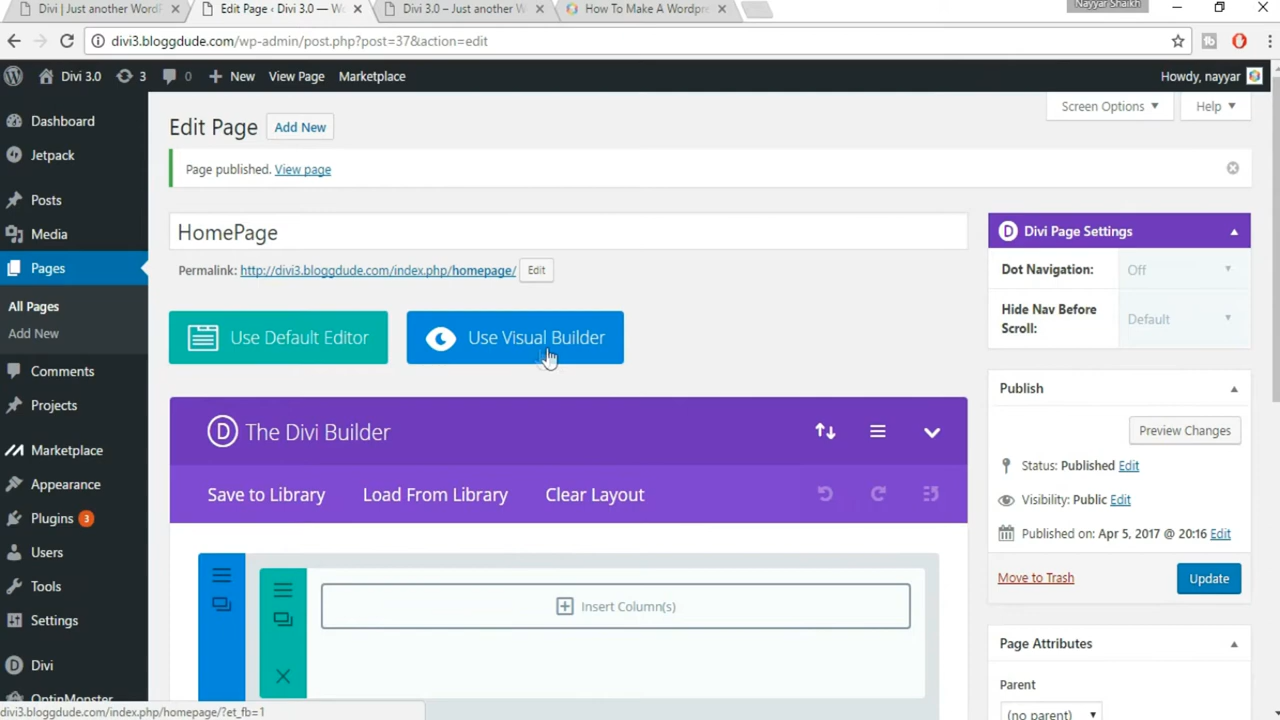 Divi | Just another WordP
Edit Page ‹ Divi 3.0 — Wo
Divi 3.0 – Just another W
How To Make A Wordpre
Nayyar Shaikh
divi3.bloggdude.com/wp-admin/post.php?post=37&action=edit
Divi 3.0
3
0
New
View Page
Marketplace
Howdy, nayyar
Dashboard
Jetpack
Posts
Media
Pages
All Pages
Add New
Comments
Projects
Marketplace
Appearance
Plugins 3
Users
Tools
Settings
Divi
OptinMonster
Screen Options
Help
Edit Page
Add New
Page published. View page
HomePage
Permalink: http://divi3.bloggdude.com/index.php/homepage/ Edit
Use Default Editor
Use Visual Builder
D The Divi Builder
Save to Library
Load From Library
Clear Layout
Insert Column(s)
D Divi Page Settings
Dot Navigation:
Off
Hide Nav Before
Scroll:
Default
Publish
Preview Changes
Status: Published Edit
Visibility: Public Edit
Published on: Apr 5, 2017 @ 20:16 Edit
Move to Trash
Update
Page Attributes
Parent
(no parent)
divi3.bloggdude.com/index.php/homepage/?et_fb=1